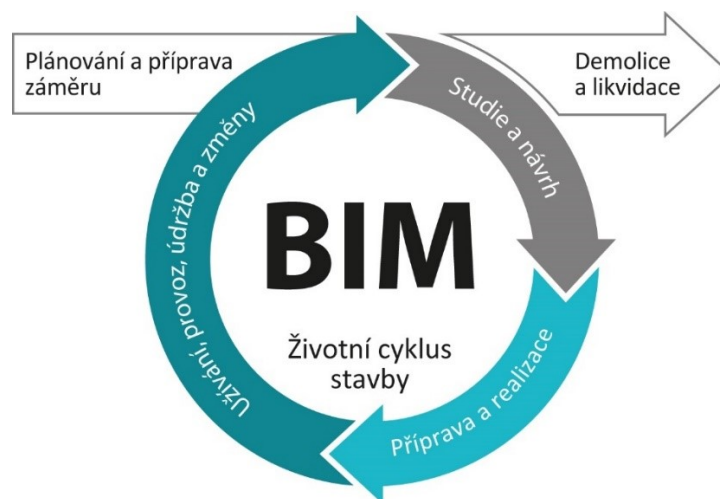 Plánování a příprava
záměru
Demolice
a likvidace
Studie a návrh
Užívání, provoz, údržba a změny
BIM
Životní cyklus
stavby
Příprava a realizace